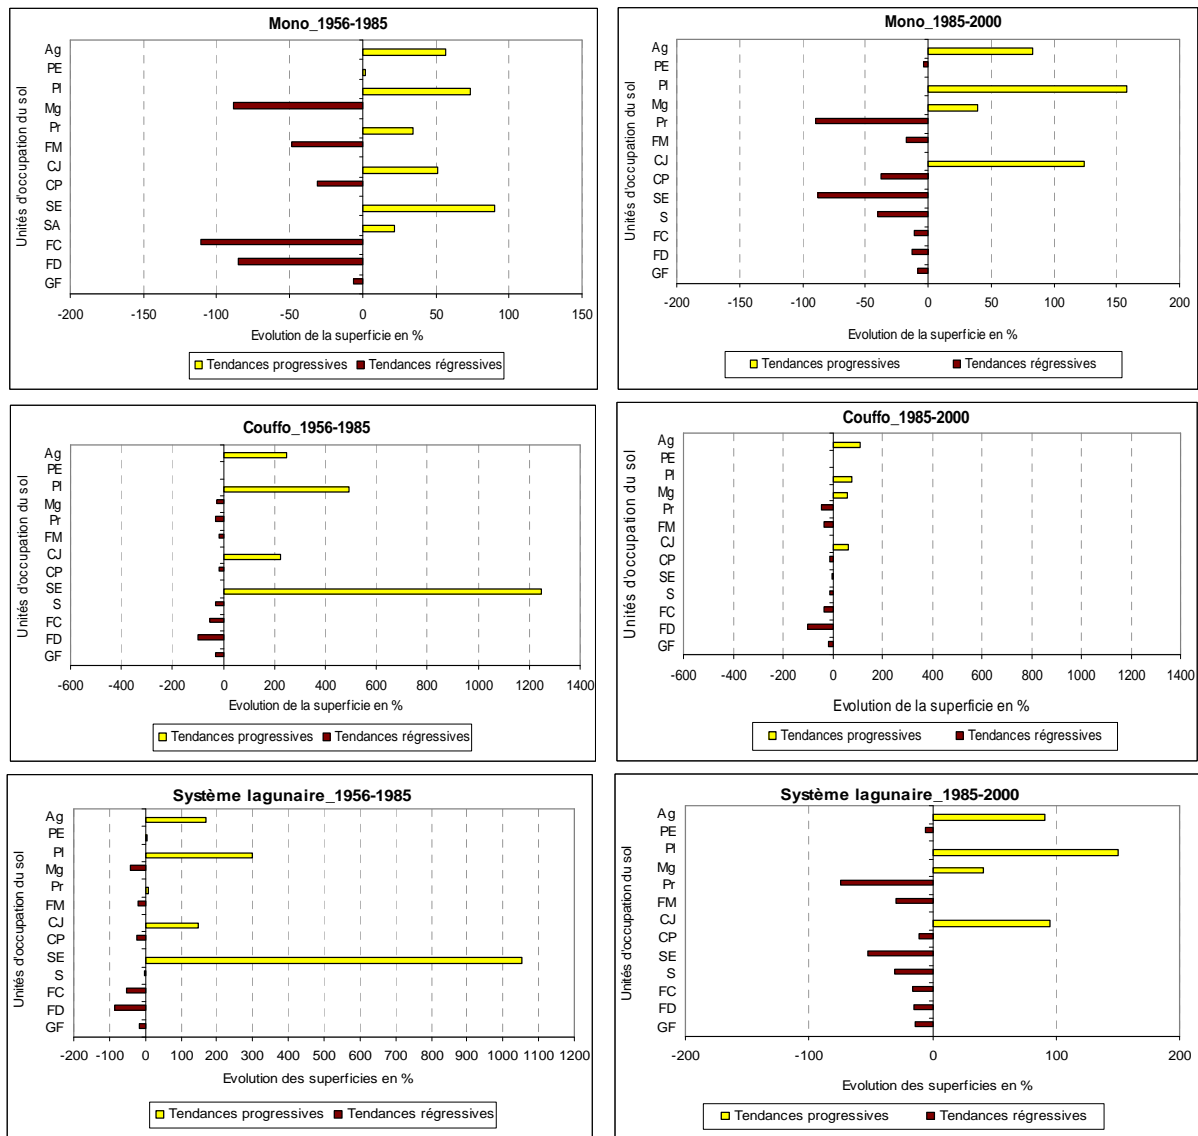 Mono_1956-1985
Unités d'occupation du sol
Ag
PE
Pl
Mg
Pr
FM
CJ
CP
SE
SA
FC
FD
GF
-200 -150 -100 -50 0 50 100 150
Evolution de la superficie en %
Tendances progressives Tendances régressives
Mono_1985-2000
Unités d'occupation du sol
Ag
PE
Pl
Mg
Pr
FM
CJ
CP
SE
S
FC
FD
GF
-200 -150 -100 -50 0 50 100 150 200
Evolution de la superficie en %
Tendances progressives Tendances régressives
Couffo_1956-1985
Unités d'occupation du sol
Ag
PE
Pl
Mg
Pr
FM
CJ
CP
SE
S
FC
FD
GF
-600 -400 -200 0 200 400 600 800 1000 1200 1400
Evolution de la superficie en %
Tendances progressives Tendances régressives
Couffo_1985-2000
Unités d'occupation du sol
Ag
PE
Pl
Mg
Pr
FM
CJ
CP
SE
S
FC
FD
GF
-600 -400 -200 0 200 400 600 800 1000 1200 1400
Evolution de la superficie en %
Tendances progressives Tendances régressives
Système lagunaire_1956-1985
Unités d'occupation du sol
Ag
PE
Pl
Mg
Pr
FM
CJ
CP
SE
S
FC
FD
GF
-200 -100 0 100 200 300 400 500 600 700 800 900 1000 1100 1200
Evolution des superficies en %
Tendances progressives Tendances régressives
Système lagunaire_1985-2000
Unités d'occupation du sol
Ag
PE
Pl
Mg
Pr
FM
CJ
CP
SE
S
FC
FD
GF
-200 -100 0 100 200
Evolution des superficies en %
Tendances progressives Tendances régressives